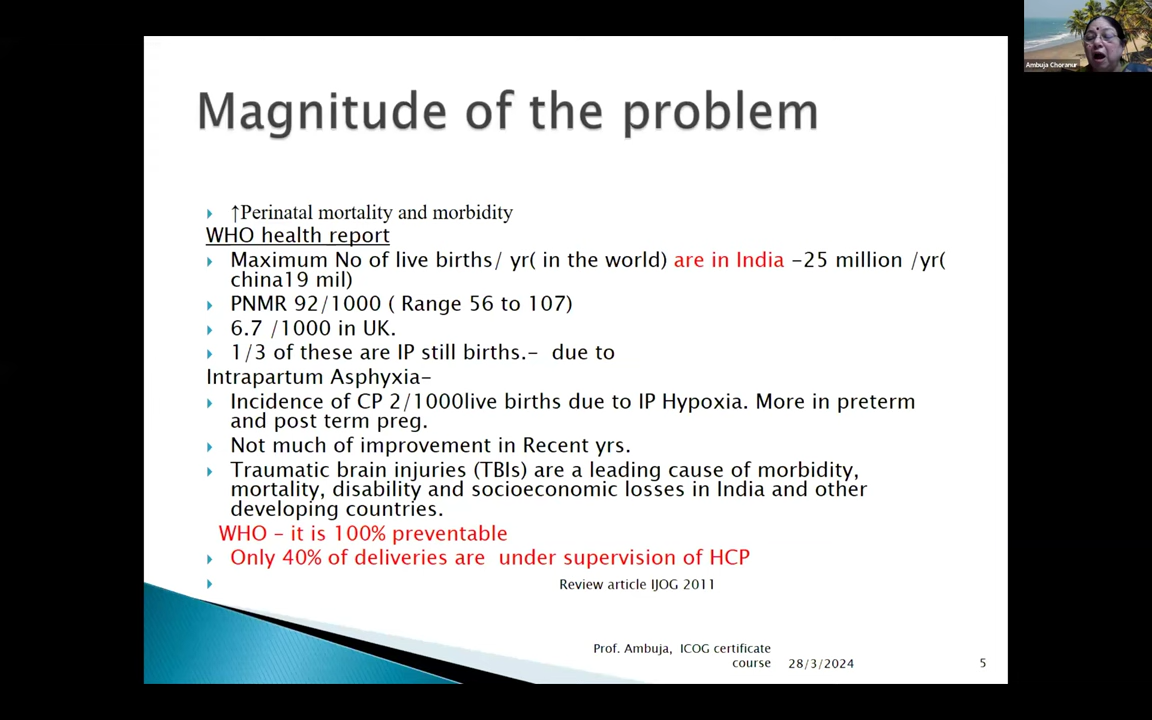 Ambuja Choranur
Magnitude of the problem
↑Perinatal mortality and morbidity
WHO health report
Maximum No of live births/ yr( in the world) are in India -25 million /yr(
china19 mil)
PNMR 92/1000 ( Range 56 to 107)
6.7 /1000 in UK.
1/3 of these are IP still births.- due to
Intrapartum Asphyxia-
Incidence of CP 2/1000live births due to IP Hypoxia. More in preterm
and post term preg.
Not much of improvement in Recent yrs.
Traumatic brain injuries (TBIs) are a leading cause of morbidity,
mortality, disability and socioeconomic losses in India and other
developing countries.
WHO - it is 100% preventable
Only 40% of deliveries are under supervision of HCP
Review article IJOG 2011
Prof. Ambuja, ICOG certificate
course
28/3/2024
5